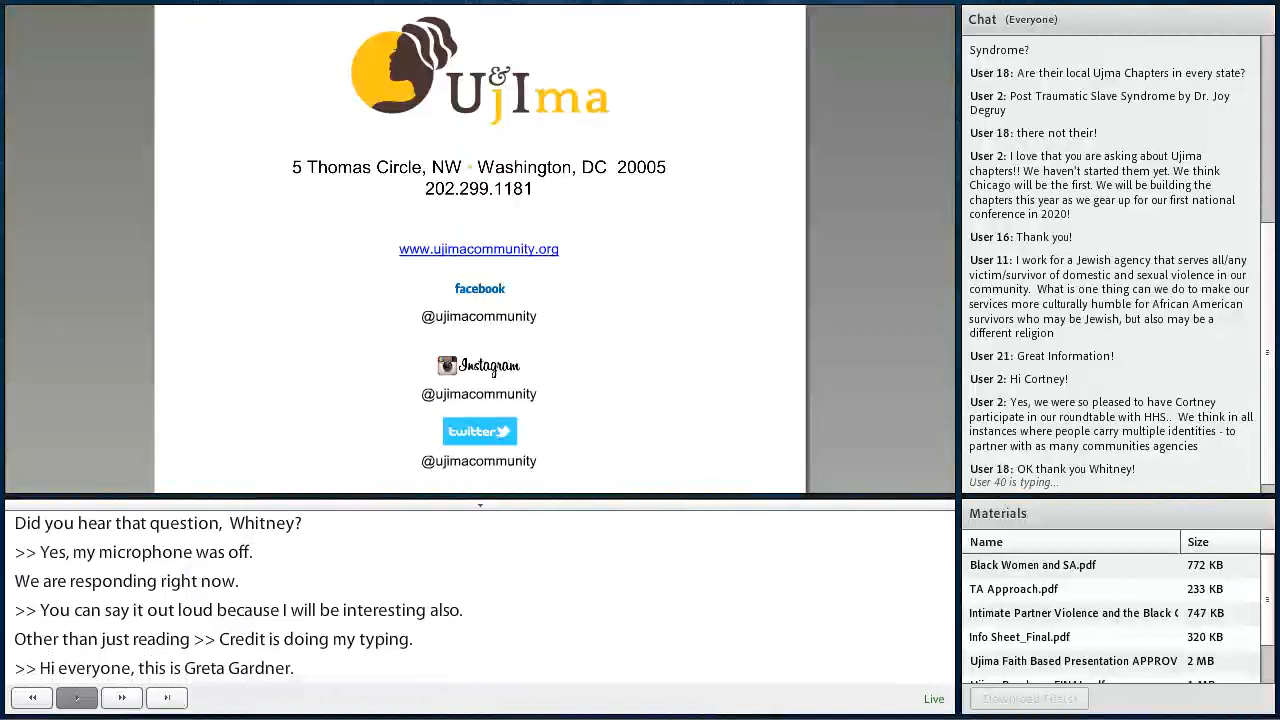 U&jIma
5 Thomas Circle, NW • Washington, DC 20005
202.299.1181
www.ujimacommunity.org
facebook
@ujimacommunity
Instagram
@ujimacommunity
twitter
@ujimacommunity
Did you hear that question, Whitney?
>> Yes, my microphone was off.
We are responding right now.
>> You can say it out loud because I will be interesting also.
Other than just reading >> Credit is doing my typing.
>> Hi everyone, this is Greta Gardner.
Live
Chat (Everyone)
Syndrome?
User 18: Are their local Ujma Chapters in every state?
User 2: Post Traumatic Slave Syndrome by Dr. Joy
Degruy
User 18: there not their!
User 2: I love that you are asking about Ujima
chapters!! We haven't started them yet. We think
Chicago will be the first. We will be building the
chapters this year as we gear up for our first national
conference in 2020!
User 16: Thank you!
User 11: I work for a Jewish agency that serves all/any
victim/survivor of domestic and sexual violence in our
community. What is one thing can we do to make our
services more culturally humble for African American
survivors who may be Jewish, but also may be a
different religion
User 21: Great Information!
User 2: Hi Cortney!
User 2: Yes, we were so pleased to have Cortney
participate in our roundtable with HHS.. We think in all
instances where people carry multiple identities - to
partner with as many communities agencies
User 18: OK thank you Whitney!
User 40 is typing...
Materials
Name Size
Black Women and SA.pdf 772 KB
TA Approach.pdf 233 KB
Intimate Partner Violence and the Black 747 KB
Info Sheet_Final.pdf 320 KB
Ujima Faith Based Presentation APPROV 2 MB
Download File(s)